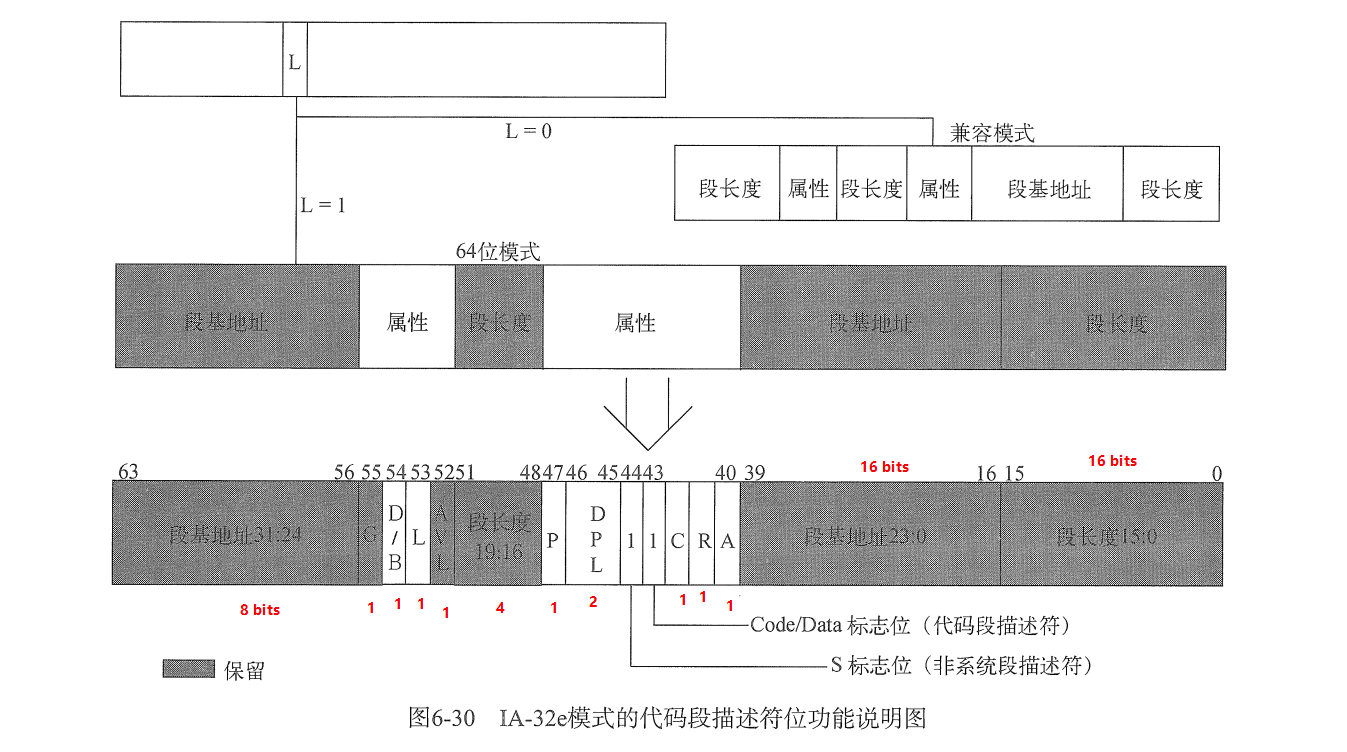 L
L = 0
兼容模式
段长度 属性 段长度 属性 段基地址 段长度
L = 1
64位模式
段基地址 属性 段长度 属性 段基地址 段长度
16 bits 16 bits
63 56 55 54 53 52 51 48 47 46 45 44 43 40 39 16 15 0
段基地址31:24 G D/B L AVL 段长度19:16 P DPL 1 1 C R A 段基地址23:0 段长度15:0
8 bits 1 1 1 1 4 1 2 1 1 1
Code/Data 标志位（代码段描述符）
S 标志位（非系统段描述符）
保留
图6-30 IA-32e模式的代码段描述符位功能说明图